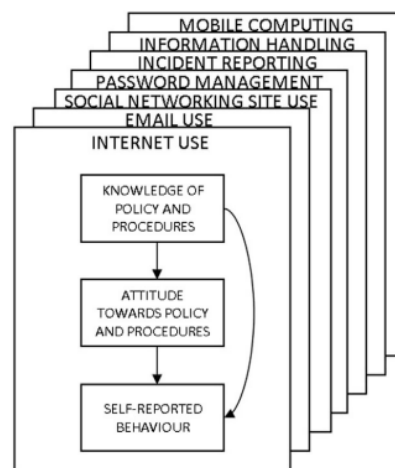 MOBILE COMPUTING
INFORMATION HANDLING
INCIDENT REPORTING
PASSWORD MANAGEMENT
SOCIAL NETWORKING SITE USE
EMAIL USE
INTERNET USE
KNOWLEDGE OF
POLICY AND
PROCEDURES
ATTITUDE
TOWARDS POLICY
AND PROCEDURES
SELF-REPORTED
BEHAVIOUR